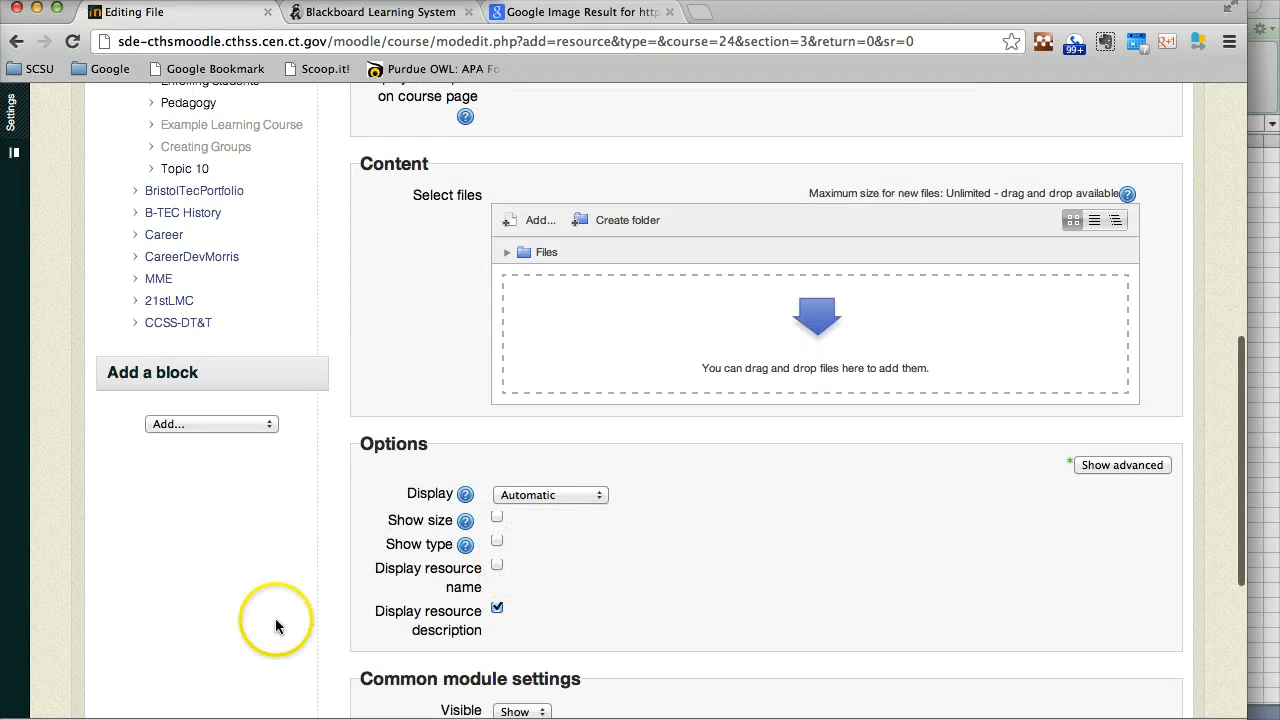 Editing File
Blackboard Learning System
Google Image Result for http
sde-cthsmoodle.cthss.cen.ct.gov/moodle/course/modedit.php?add=resource&type=&course=24&section=3&return=0&sr=0
99+
SCSU
Google
Google Bookmark
Scoop.it!
Purdue OWL: APA Fo
Settings
Enrolling Students
Pedagogy
Example Learning Course
Creating Groups
Topic 10
BristolTecPortfolio
B-TEC History
Career
CareerDevMorris
MME
21stLMC
CCSS-DT&T
Add a block
Add...
on course page
Content
Select files
Maximum size for new files: Unlimited - drag and drop available
Add...
Create folder
Files
You can drag and drop files here to add them.
Options
* Show advanced
Display
Automatic
Show size
Show type
Display resource
name
Display resource
description
Common module settings
Visible
Show